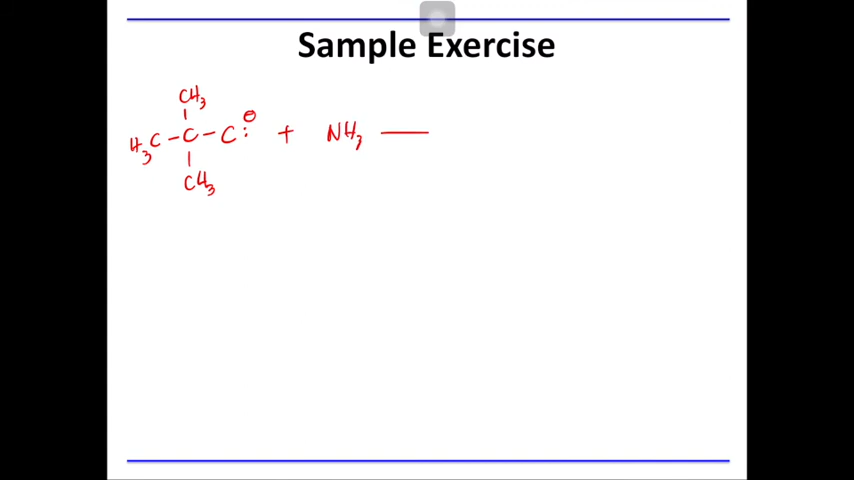 Sample Exercise
CH3
H3C - C - C:⊖ + NH3 —
CH3